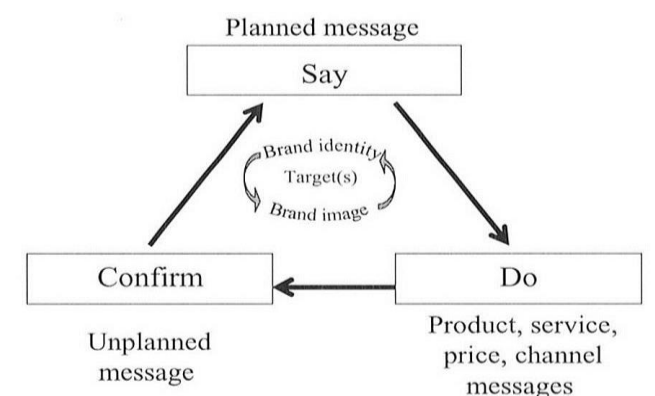 Planned message
Say
Brand identity
Target(s)
Brand image
Confirm
Do
Unplanned
message
Product, service,
price, channel
messages